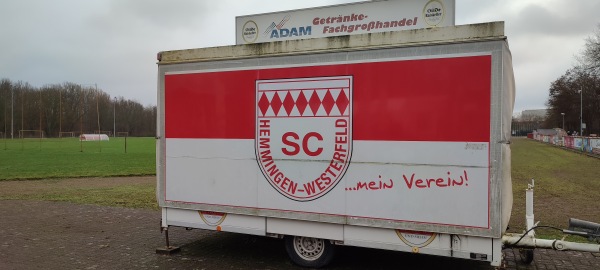 ADAM Getränke-
Fachgroßhandel
SC
HEMMINGEN-WESTERFELD
...mein Verein!